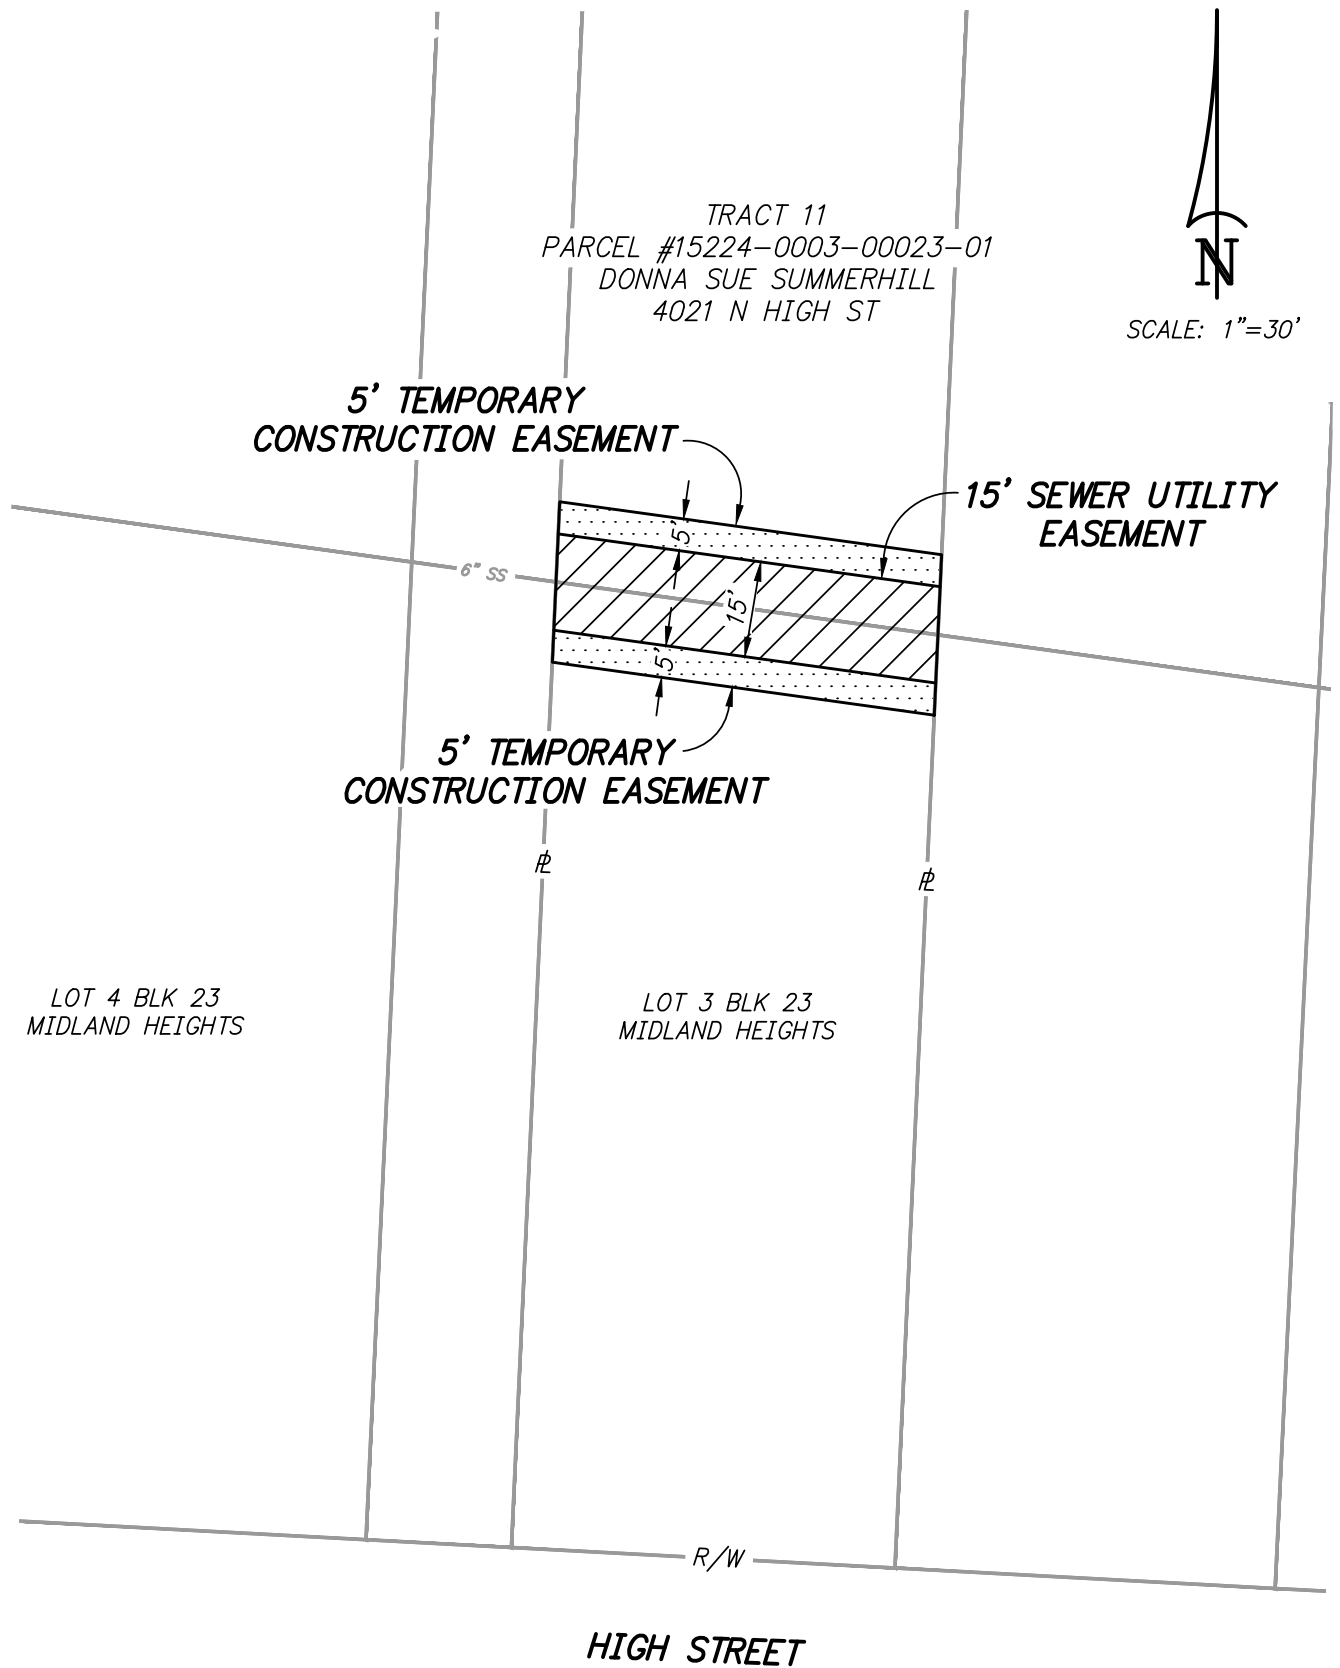 TRACT 11
PARCEL #15224-0003-00023-01
DONNA SUE SUMMERHILL
4021 N HIGH ST
N
SCALE: 1"=30'
5' TEMPORARY
CONSTRUCTION EASEMENT
15' SEWER UTILITY
EASEMENT
6" SS
5'
15'
5'
5' TEMPORARY
CONSTRUCTION EASEMENT
PL
PL
LOT 4 BLK 23
MIDLAND HEIGHTS
LOT 3 BLK 23
MIDLAND HEIGHTS
R/W
HIGH STREET